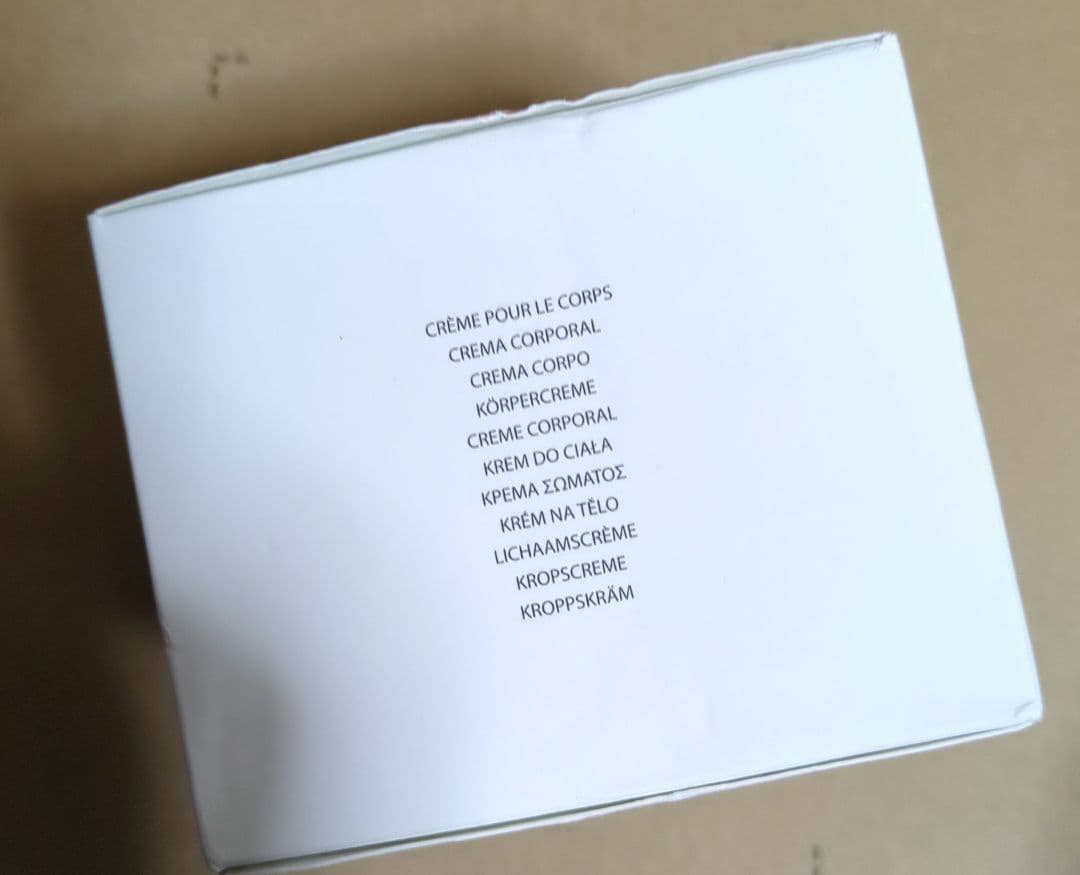 CRÈME POUR LE CORPS
CREMA CORPORAL
CREMA CORPO
KÖRPERCREME
CREME CORPORAL
KREM DO CIAŁA
ΚΡΕΜΑ ΣΩΜΑΤΟΣ
KRÉM NA TĚLO
LICHAAMSCRÈME
KROPSCREME
KROPPSKRÄM